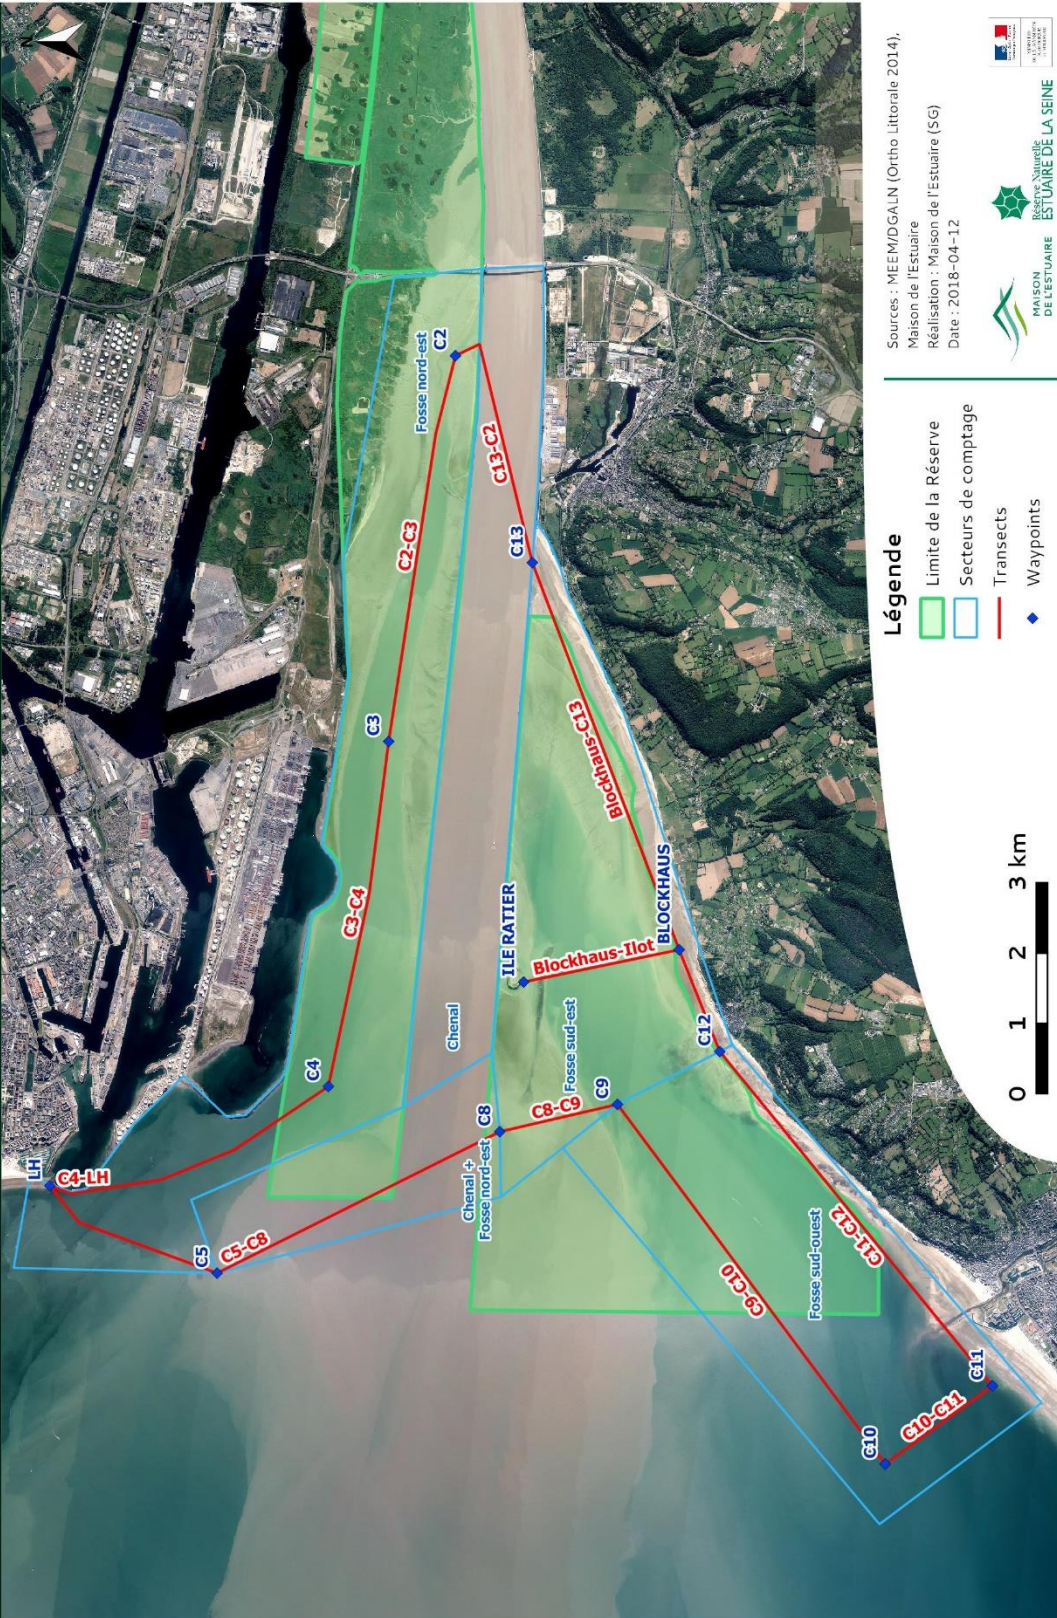 N
LH
C4-LH
C5
C5-C8
C4
C3-C4
C3
C2-C3
Fosse nord-est
C2
C13-C2
C13
Chenal
Chenal +
Fosse nord-est
C8
C8-C9
C9
ILE RATIER
Fosse sud-est
Blockhaus-Ilot
BLOCKHAUS
Blockhaus-C13
C12
C9-C10
Fosse sud-ouest
C11-C12
C10
C10-C11
C11
0 1 2 3 km
Légende
Limite de la Réserve
Secteurs de comptage
Transects
Waypoints
Sources : MEEM/DGALN (Ortho Littorale 2014),
Maison de l'Estuaire
Réalisation : Maison de l'Estuaire (SG)
Date : 2018-04-12
MAISON
DE L'ESTUAIRE
Réserve Naturelle
ESTUAIRE DE LA SEINE